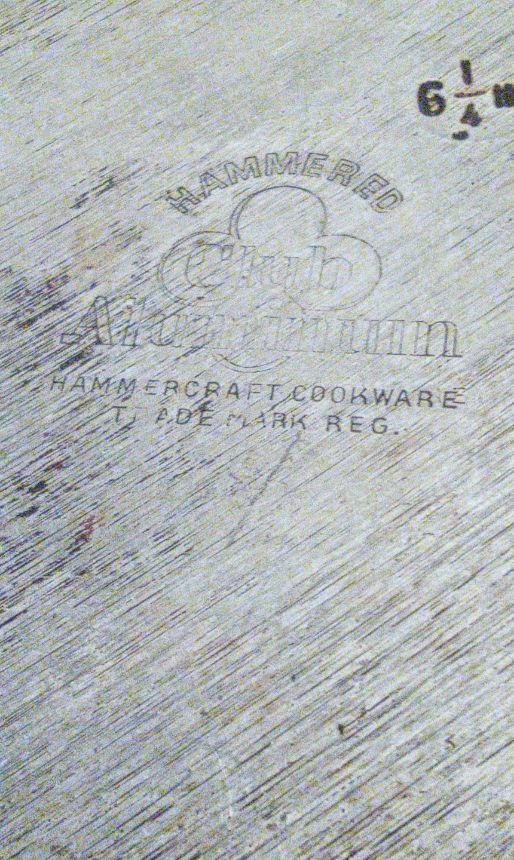 6 1/4
HAMMERED
Club
Aluminum
HAMMERCRAFT COOKWARE
TRADE MARK REG.